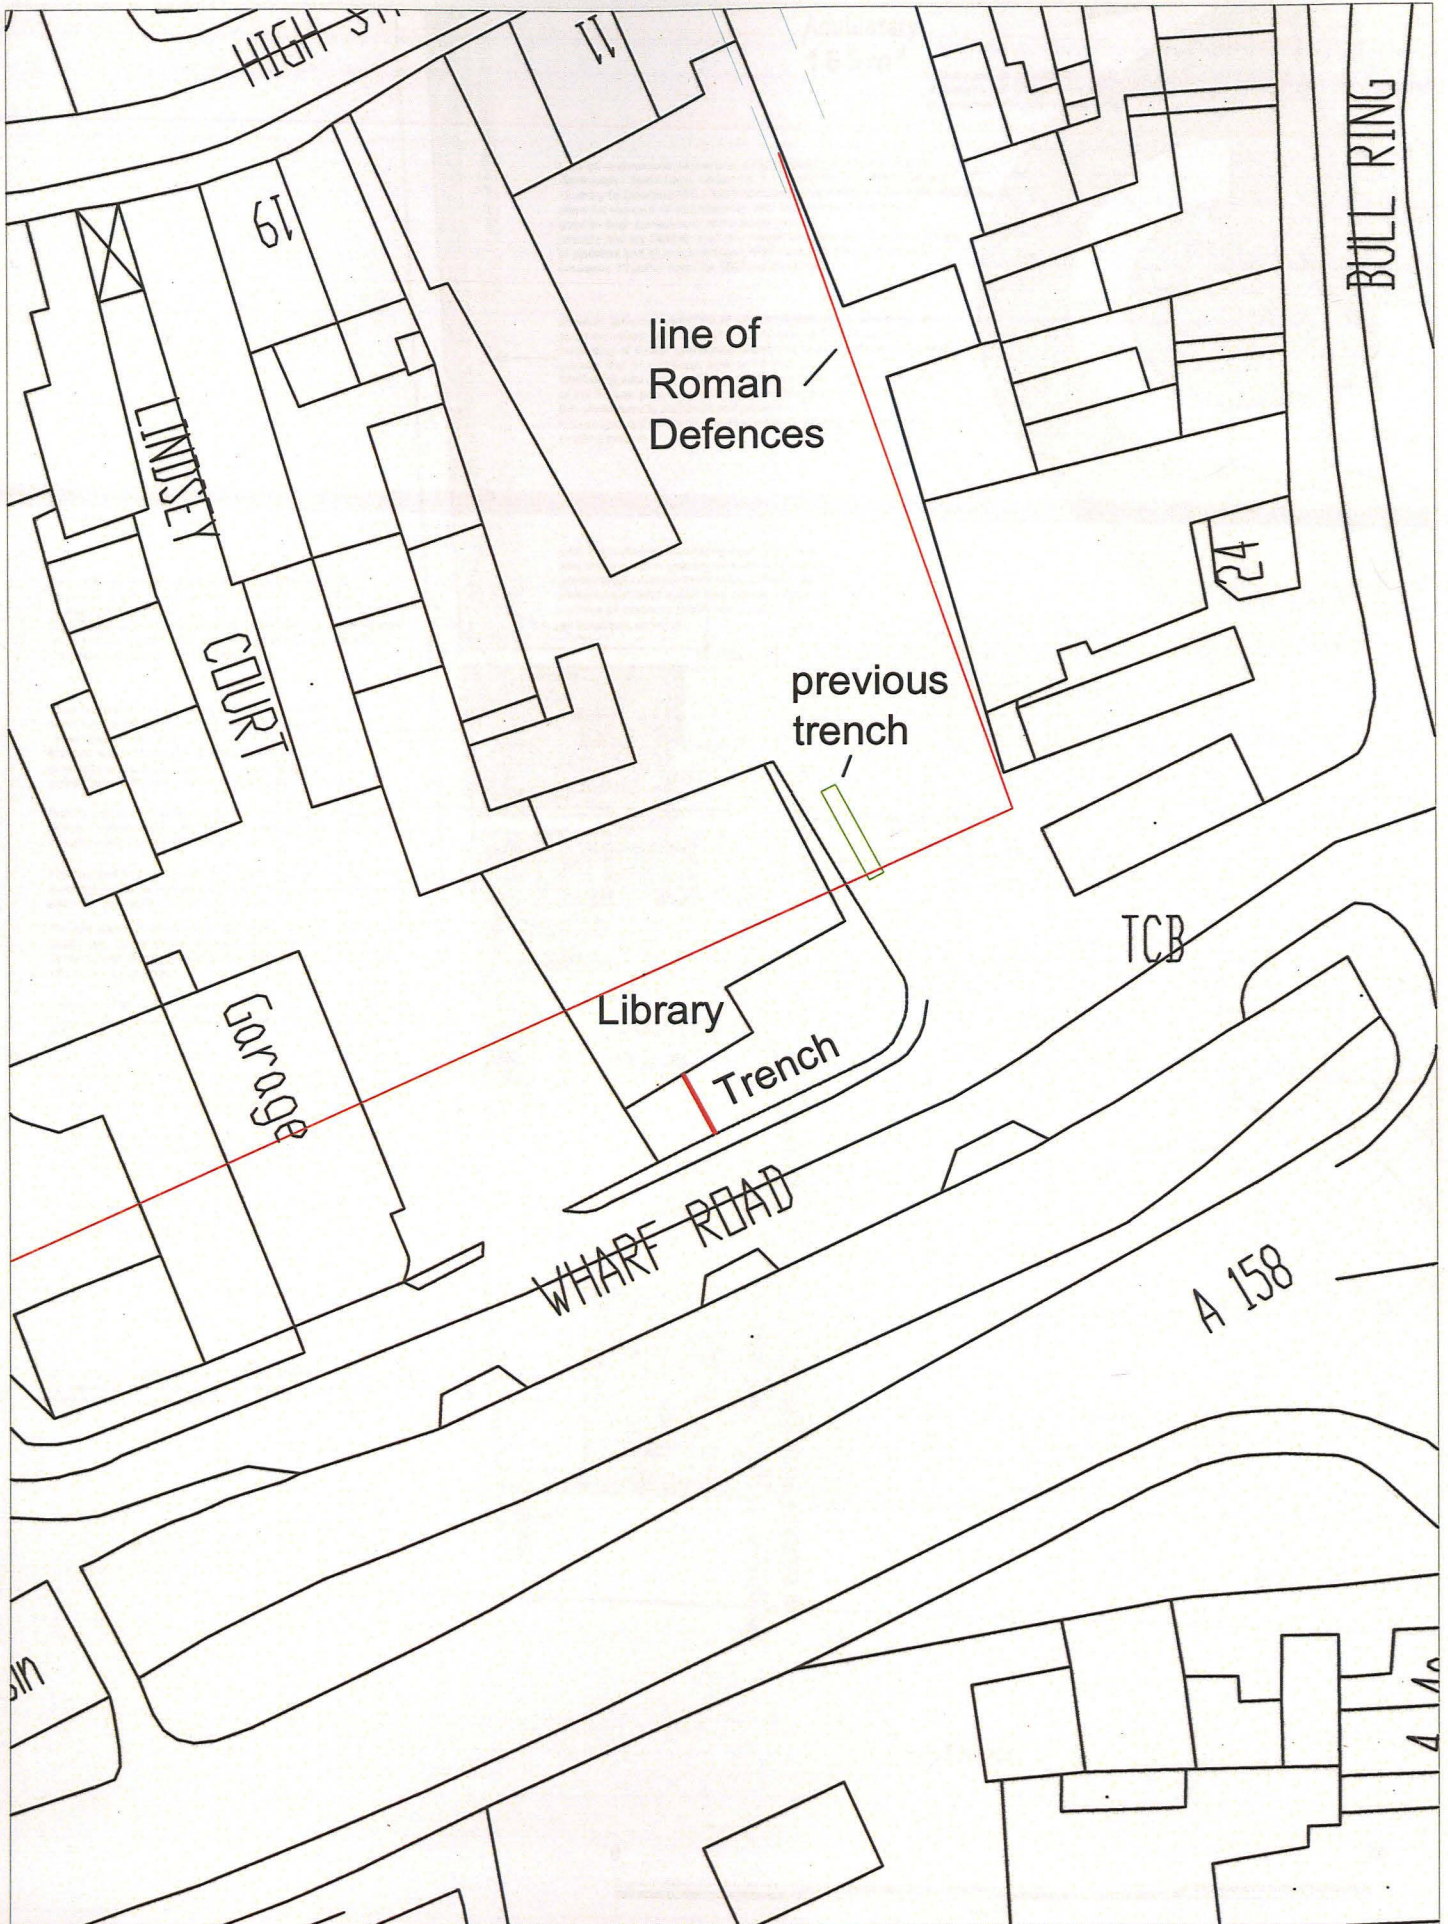 HIGH ST
11
19
BULL RING
line of
Roman
Defences
LINDSEY
COURT
24
previous
trench
TCB
Garage
Library
Trench
WHARF ROAD
A 158
4